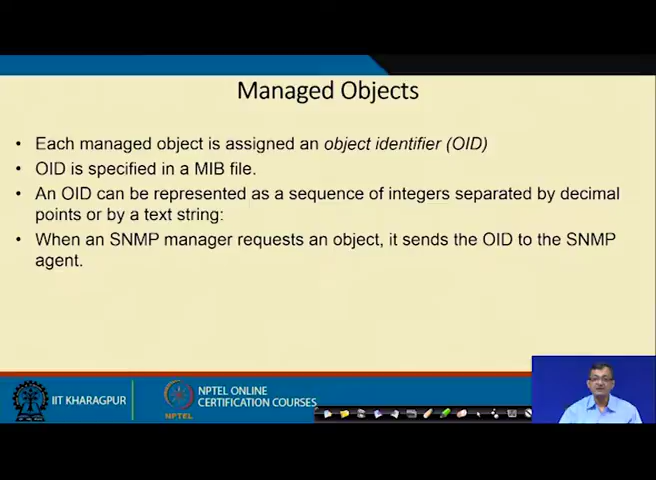 Managed Objects
• Each managed object is assigned an object identifier (OID)
• OID is specified in a MIB file.
• An OID can be represented as a sequence of integers separated by decimal
points or by a text string:
• When an SNMP manager requests an object, it sends the OID to the SNMP
agent.
IIT KHARAGPUR
NPTEL
NPTEL ONLINE
CERTIFICATION COURSES